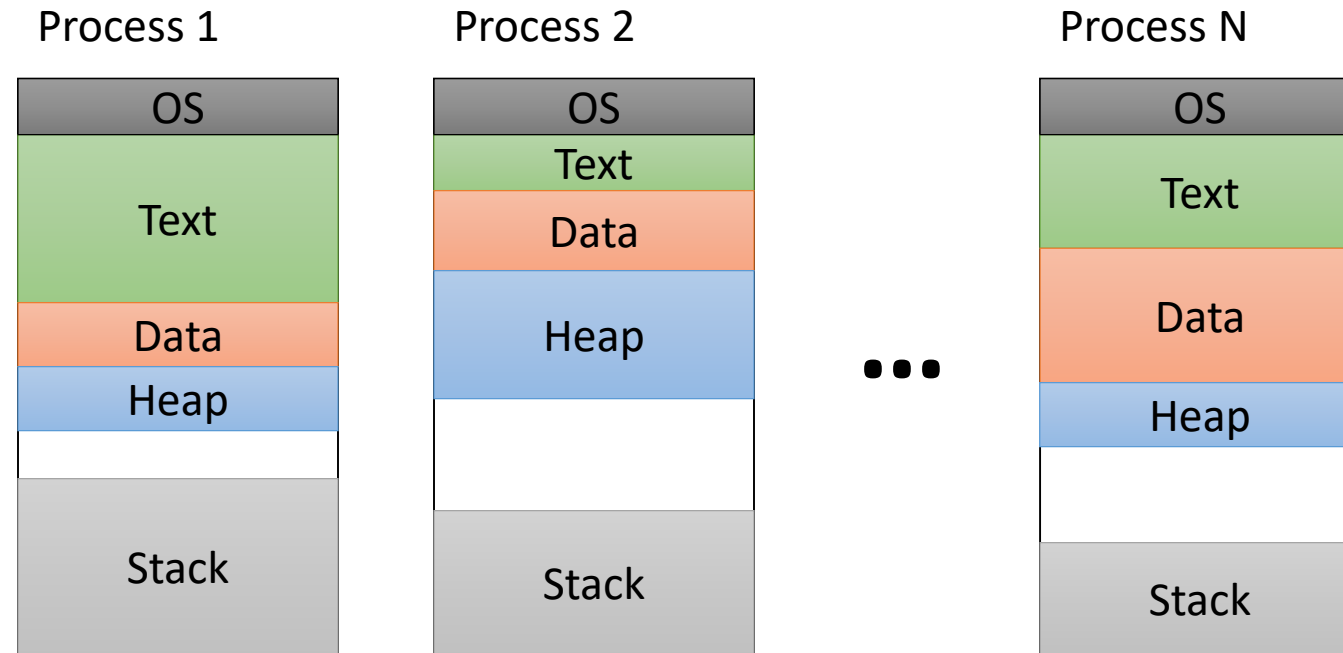 Process 1
OS
Text
Data
Heap
Stack
Process 2
OS
Text
Data
Heap
Stack
...
Process N
OS
Text
Data
Heap
Stack